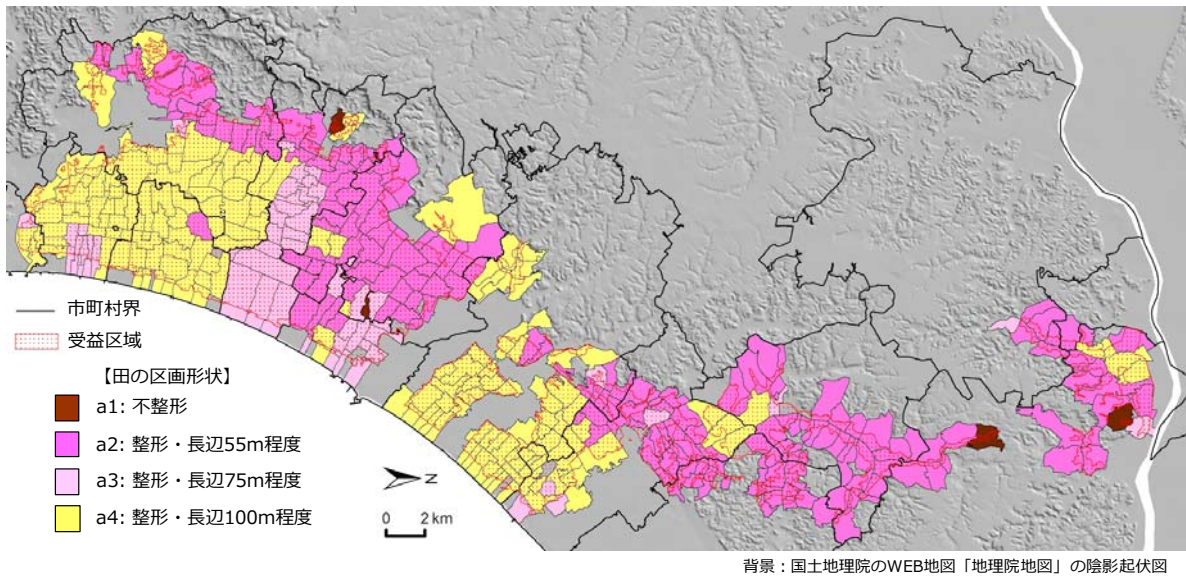 市町村界
受益区域
【田の区画形状】
a1: 不整形
a2: 整形・長辺55m程度
a3: 整形・長辺75m程度
a4: 整形・長辺100m程度
N
0 2 km
背景：国土地理院のWEB地図「地理院地図」の陰影起伏図